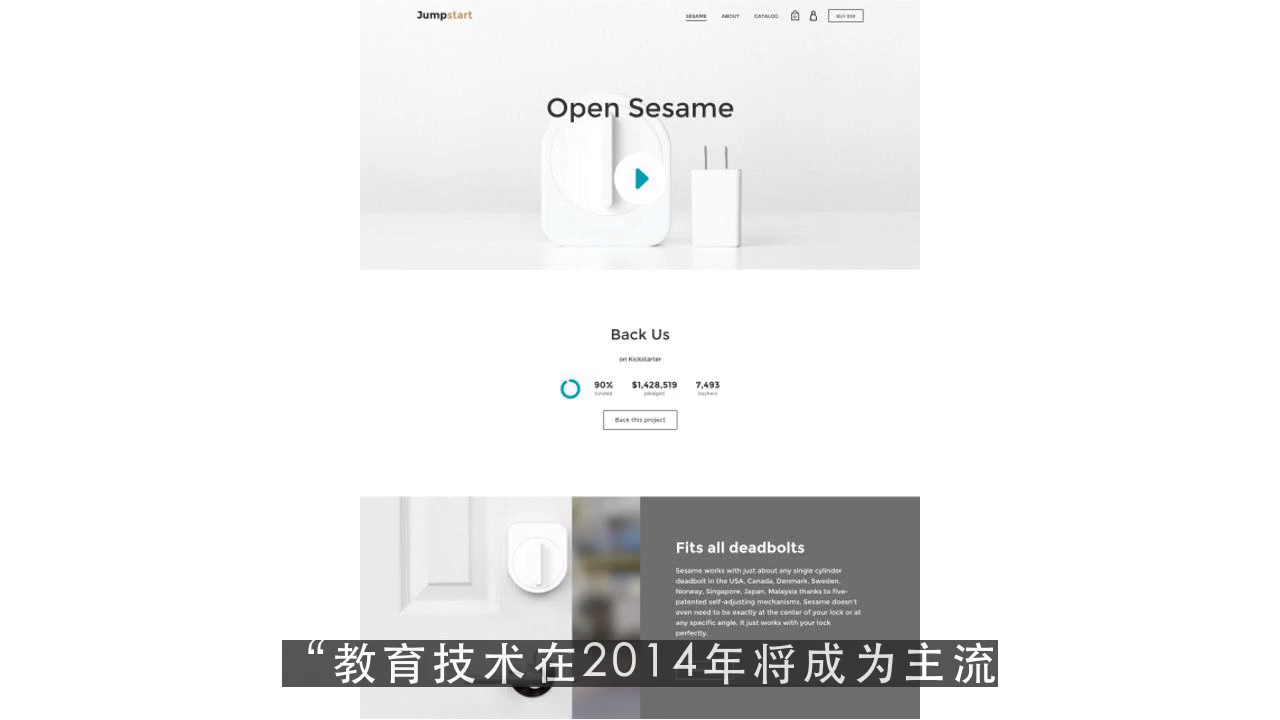 Jumpstart
SESAME ABOUT CATALOG BUY $99
Open Sesame
Back Us
on Kickstarter
90% $1,428,519 7,493
funded pledged backers
Back this project
Fits all deadbolts
Sesame works with just about any single cylinder
deadbolt in the USA, Canada, Denmark, Sweden,
Norway, Singapore, Japan, Malaysia thanks to five-
patented self-adjusting mechanisms. Sesame doesn't
even need to be exactly at the center of your lock or at
any specific angle. It just works with your lock
perfectly.
“教育技术在2014年将成为主流